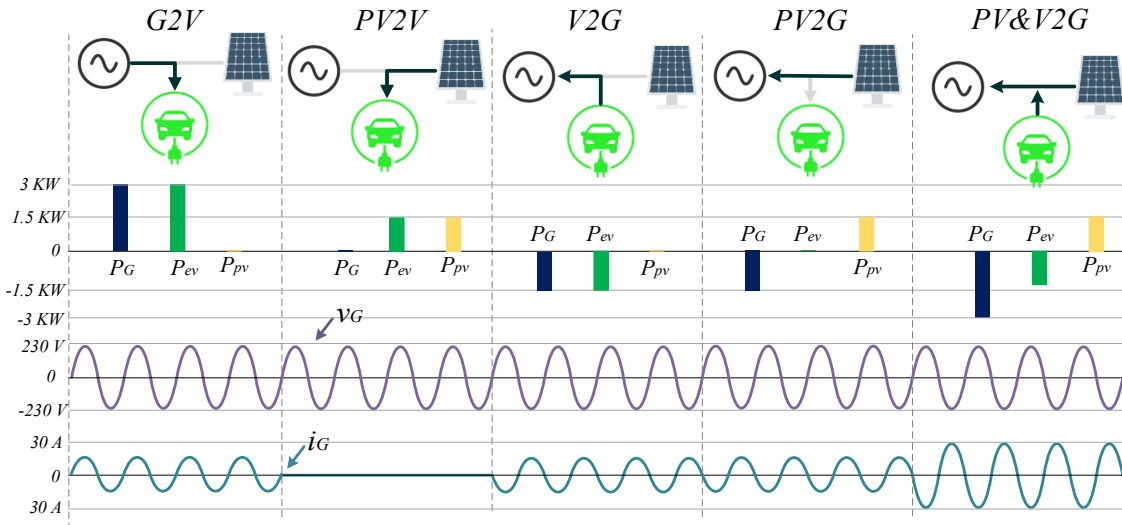 G2V PV2V V2G PV2G PV&V2G
3 KW
1.5 KW
0
-1.5 KW
-3 KW
PG Pev Ppv
PG Pev Ppv
PG Pev
Ppv
PG Pev
Ppv
PG Pev
Ppv
vG
230 V
0
-230 V
iG
30 A
0
30 A